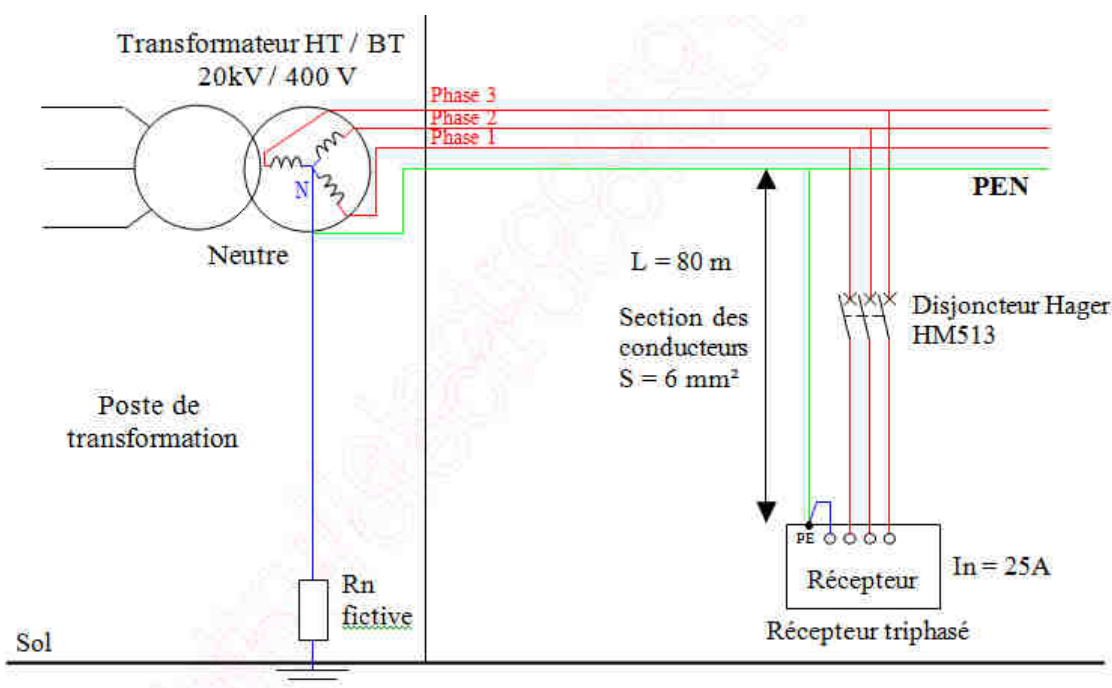 Transformateur HT / BT
20kV / 400 V
Phase 3
Phase 2
Phase 1
N
PEN
Neutre
L = 80 m
Section des
conducteurs
S = 6 mm²
Disjoncteur Hager
HM513
Poste de
transformation
PE
Récepteur
In = 25A
Rn
fictive
Récepteur triphasé
Sol